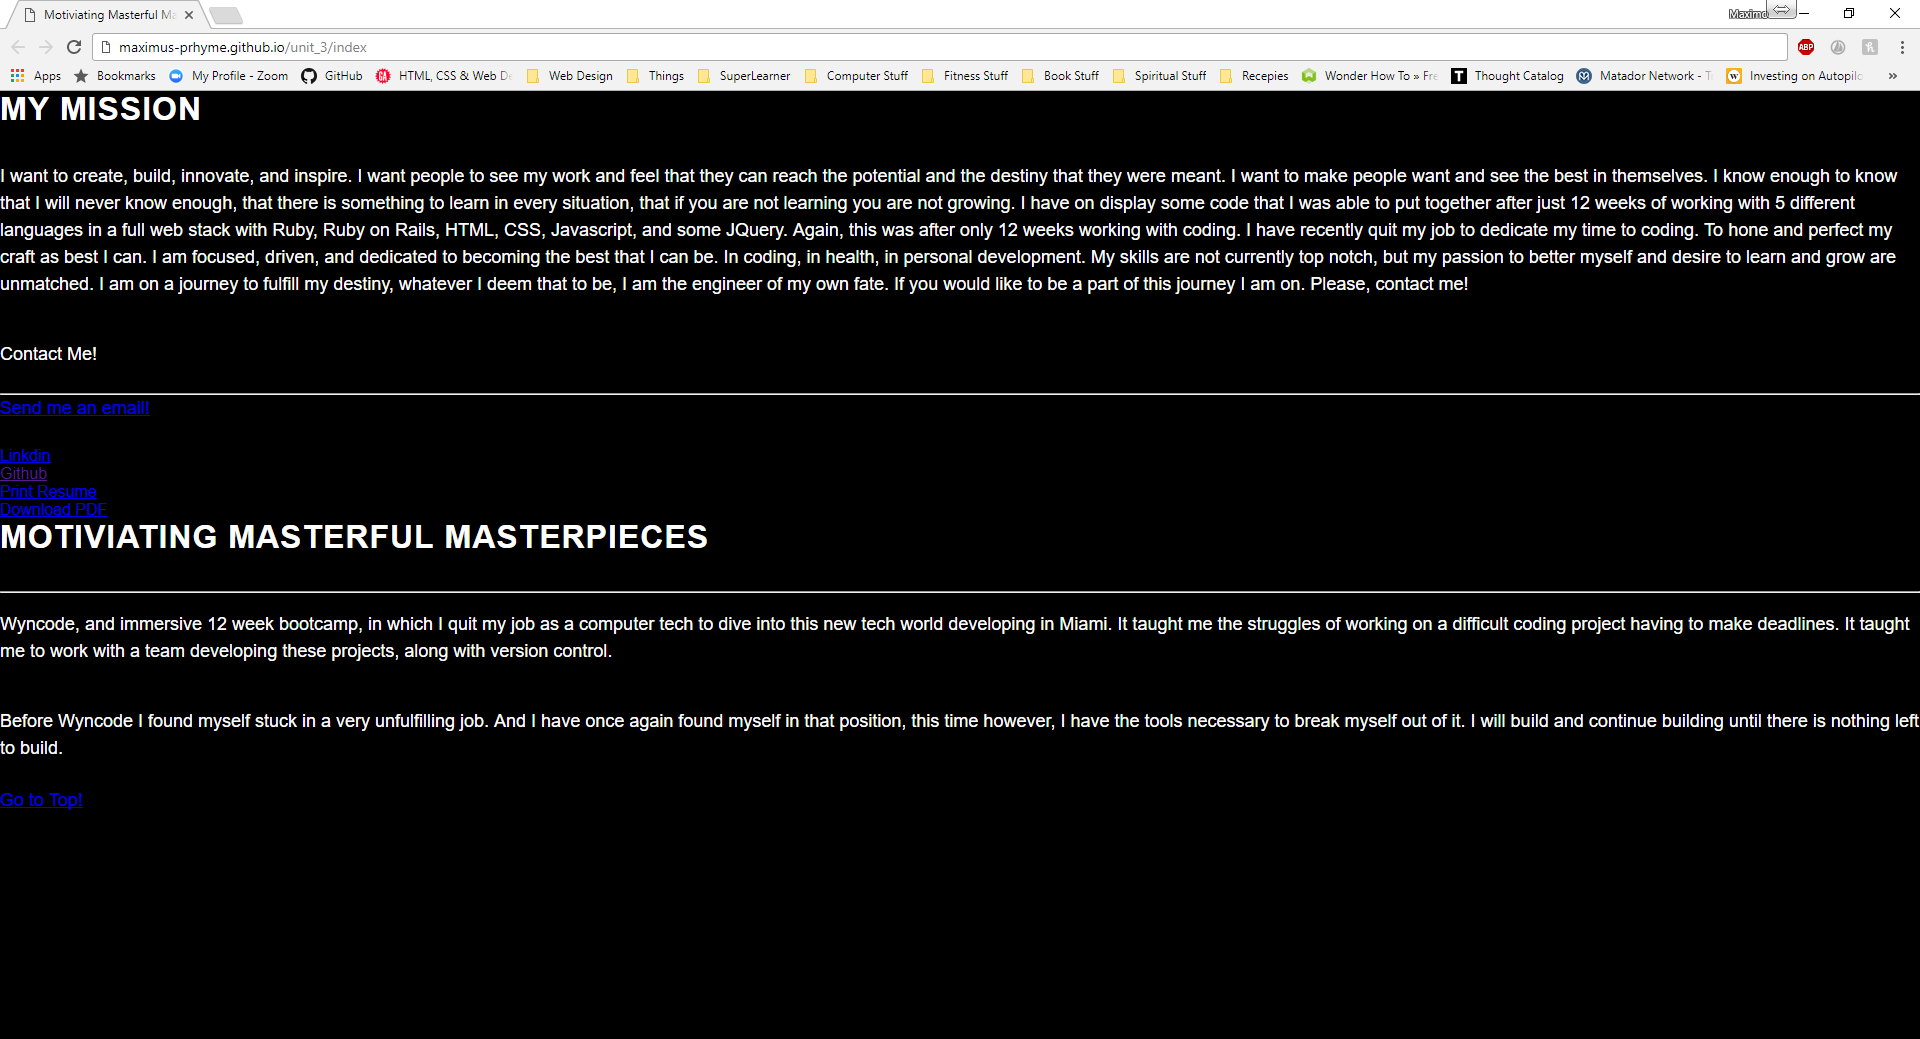 Motiviating Masterful M
Maxim
maximus-prhyme.github.io/unit_3/index
ABP
Apps Bookmarks My Profile - Zoom GitHub GA HTML, CSS & Web D Web Design Things SuperLearner Computer Stuff Fitness Stuff Book Stuff Spiritual Stuff Recepies Wonder How To » Fre T Thought Catalog Matador Network - T w Investing on Autopilo »
MY MISSION
I want to create, build, innovate, and inspire. I want people to see my work and feel that they can reach the potential and the destiny that they were meant. I want to make people want and see the best in themselves. I know enough to know
that I will never know enough, that there is something to learn in every situation, that if you are not learning you are not growing. I have on display some code that I was able to put together after just 12 weeks of working with 5 different
languages in a full web stack with Ruby, Ruby on Rails, HTML, CSS, Javascript, and some JQuery. Again, this was after only 12 weeks working with coding. I have recently quit my job to dedicate my time to coding. To hone and perfect my
craft as best I can. I am focused, driven, and dedicated to becoming the best that I can be. In coding, in health, in personal development. My skills are not currently top notch, but my passion to better myself and desire to learn and grow are
unmatched. I am on a journey to fulfill my destiny, whatever I deem that to be, I am the engineer of my own fate. If you would like to be a part of this journey I am on. Please, contact me!
Contact Me!
Send me an email!
Linkdin
Github
Print Resume
Download PDF
MOTIVIATING MASTERFUL MASTERPIECES
Wyncode, and immersive 12 week bootcamp, in which I quit my job as a computer tech to dive into this new tech world developing in Miami. It taught me the struggles of working on a difficult coding project having to make deadlines. It taught
me to work with a team developing these projects, along with version control.
Before Wyncode I found myself stuck in a very unfulfilling job. And I have once again found myself in that position, this time however, I have the tools necessary to break myself out of it. I will build and continue building until there is nothing left
to build.
Go to Top!